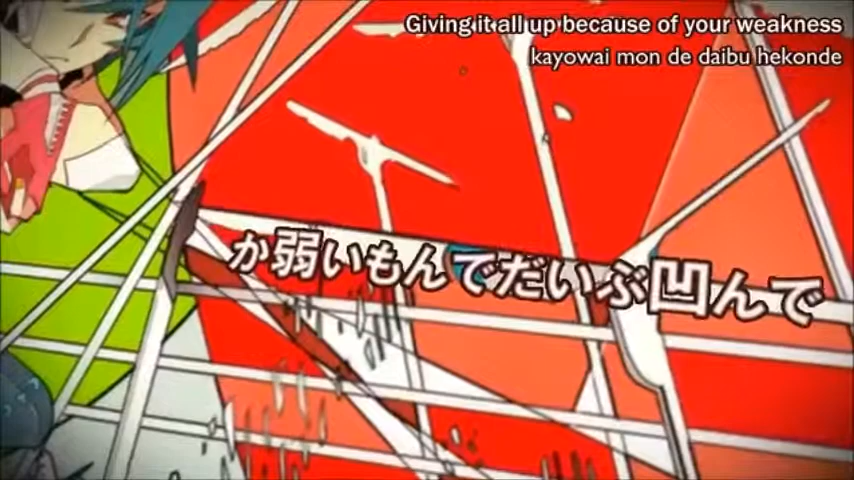 Giving it all up because of your weakness
kayowai mon de daibu hekonde
か弱いもんでだいぶ凹んで